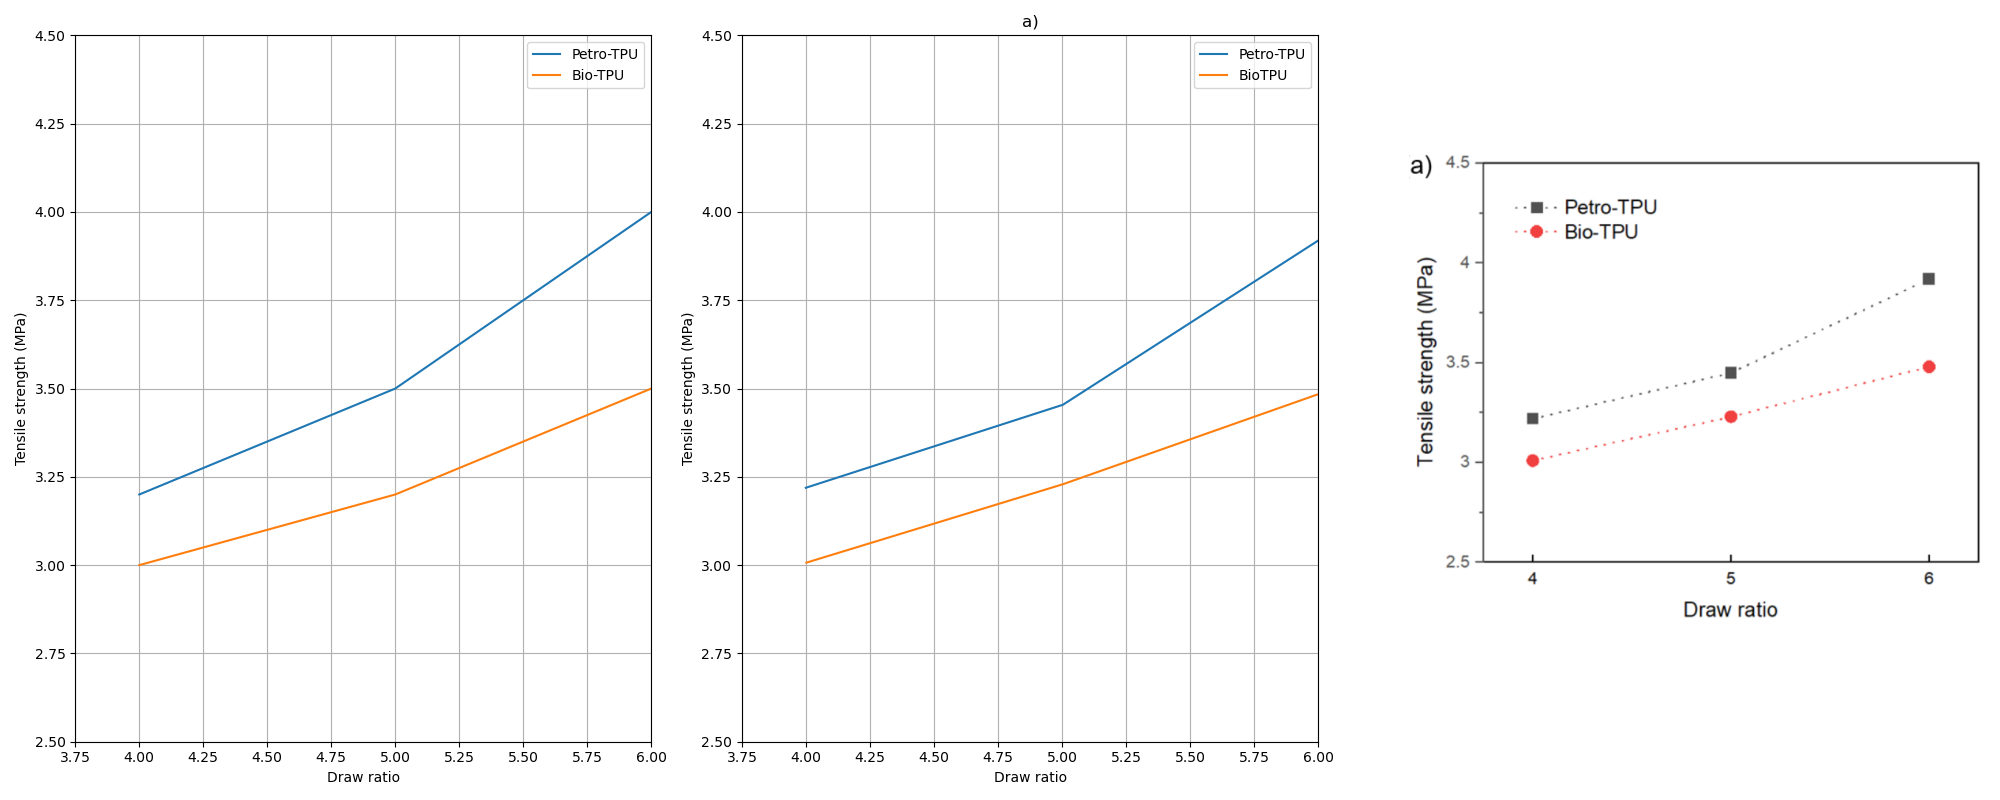 4.50
4.25
4.00
3.75
3.50
3.25
3.00
2.75
2.50
3.75 4.00 4.25 4.50 4.75 5.00 5.25 5.50 5.75 6.00
Draw ratio
Tensile strength (MPa)
Petro-TPU
Bio-TPU
a)
4.50
4.25
4.00
3.75
3.50
3.25
3.00
2.75
2.50
3.75 4.00 4.25 4.50 4.75 5.00 5.25 5.50 5.75 6.00
Draw ratio
Tensile strength (MPa)
Petro-TPU
BioTPU
a)
4.5
4
3.5
3
2.5
4 5 6
Draw ratio
Tensile strength (MPa)
Petro-TPU
Bio-TPU